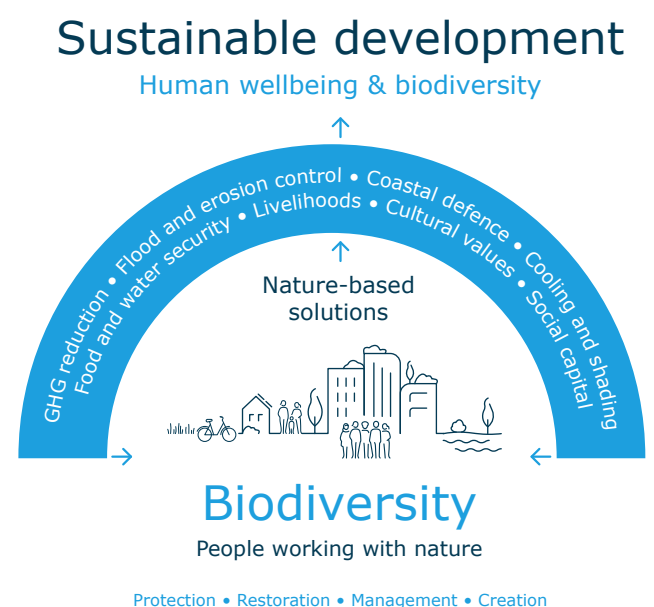 Sustainable development
Human wellbeing & biodiversity
GHG reduction • Flood and erosion control • Coastal defence • Cooling and shading
Food and water security • Livelihoods • Cultural values • Social capital
Nature-based
solutions
Biodiversity
People working with nature
Protection • Restoration • Management • Creation